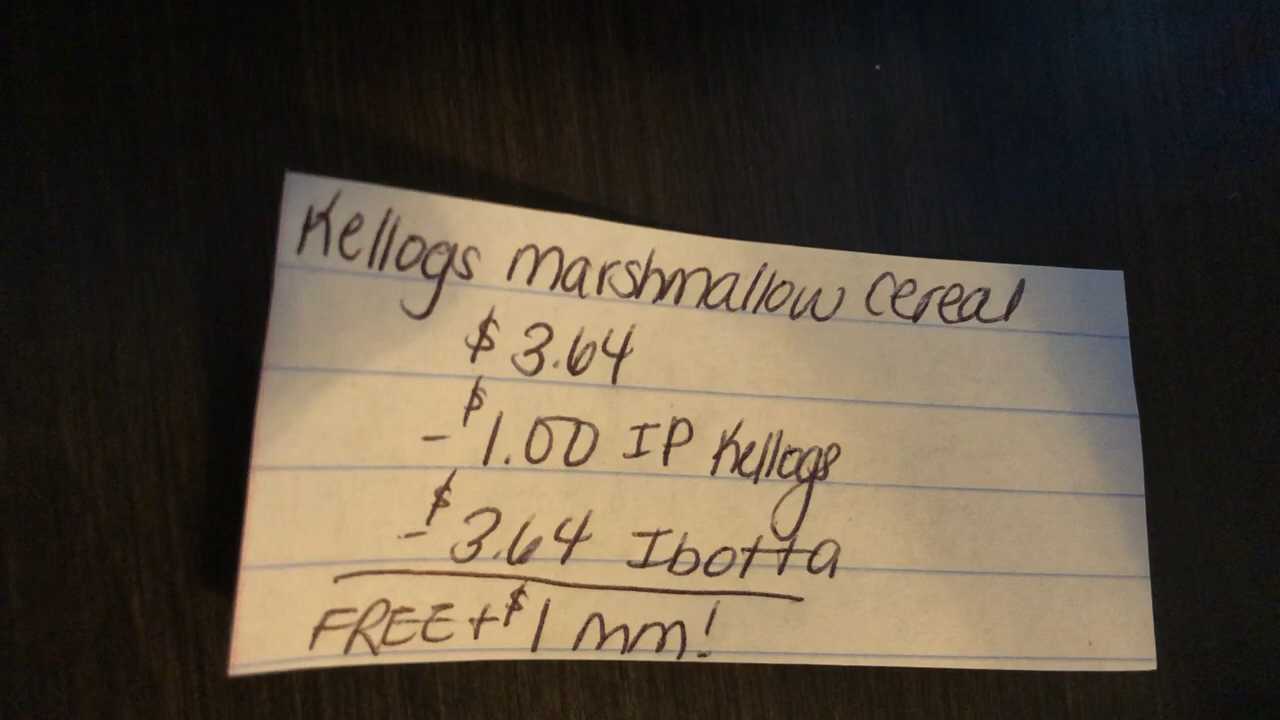 Kellogs marshmallow cereal
$3.64
-$1.00 IP Kellogs
-$3.64 Ibotta
FREE + $1 mm!